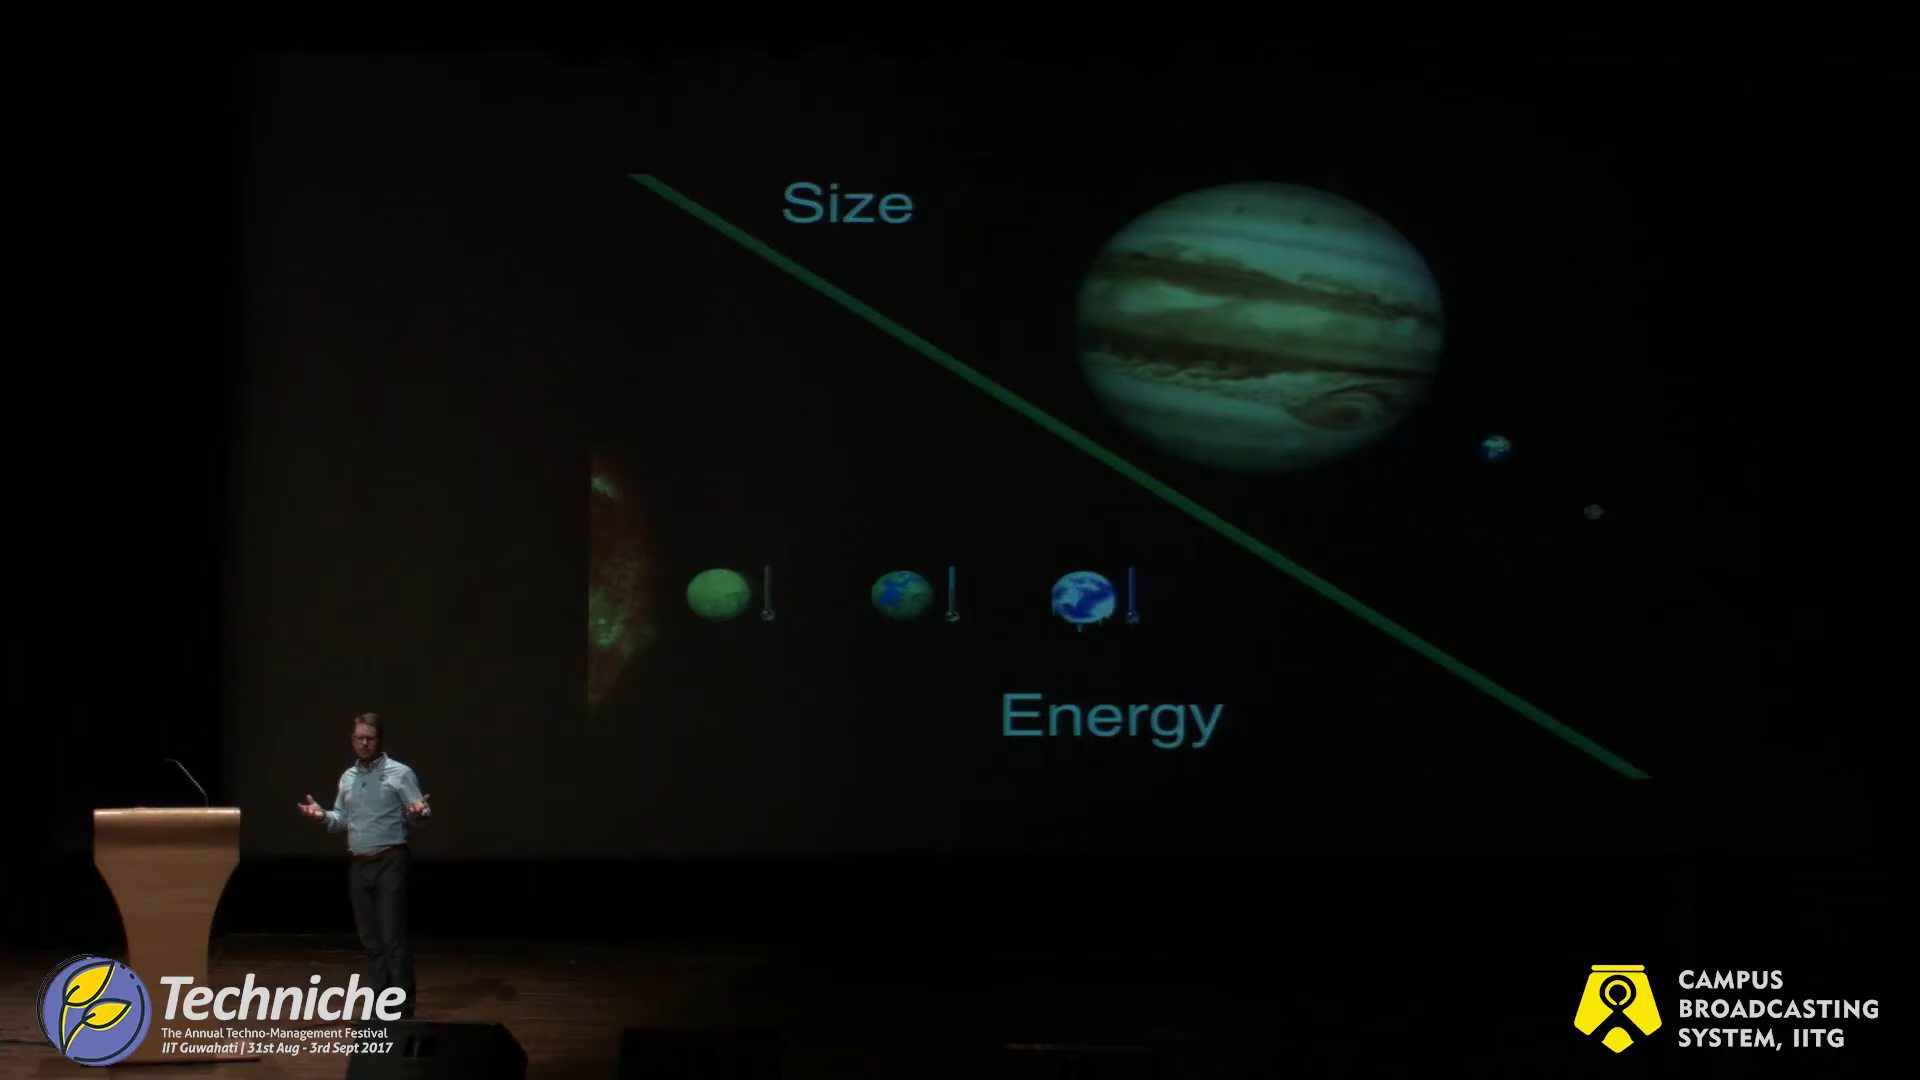 Size
Energy
Techniche
The Annual Techno-Management Festival
IIT Guwahati | 31st Aug - 3rd Sept 2017
CAMPUS
BROADCASTING
SYSTEM, IITG